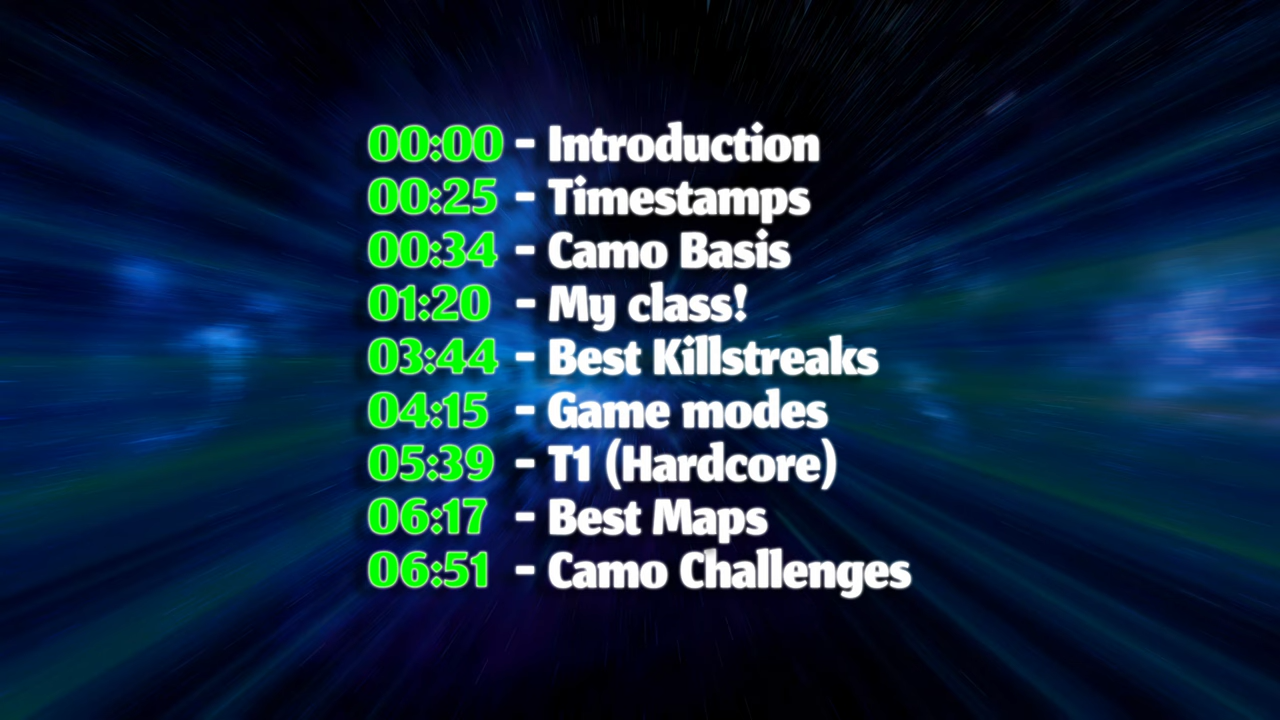 00:00 - Introduction
00:25 - Timestamps
00:34 - Camo Basis
01:20 - My class!
03:44 - Best Killstreaks
04:15 - Game modes
05:39 - T1 (Hardcore)
06:17 - Best Maps
06:51 - Camo Challenges